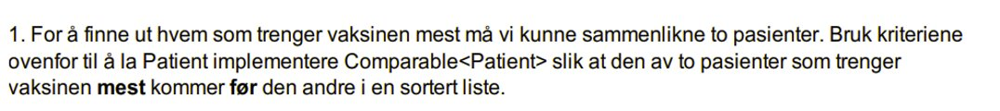 1. For å finne ut hvem som trenger vaksinen mest må vi kunne sammenlikne to pasienter. Bruk kriteriene
ovenfor til å la Patient implementere Comparable<Patient> slik at den av to pasienter som trenger
vaksinen mest kommer før den andre i en sortert liste.